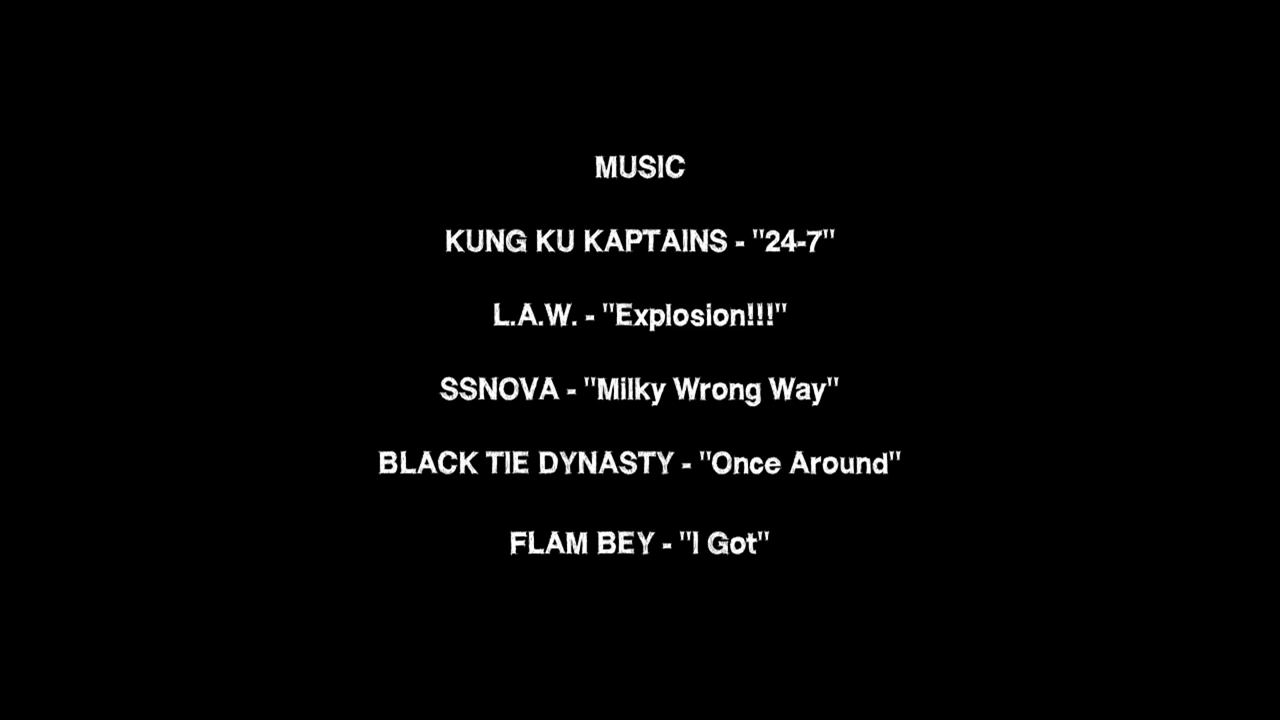 MUSIC
KUNG KU KAPTAINS - "24-7"
L.A.W. - "Explosion!!!"
SSNOVA - "Milky Wrong Way"
BLACK TIE DYNASTY - "Once Around"
FLAM BEY - "I Got"